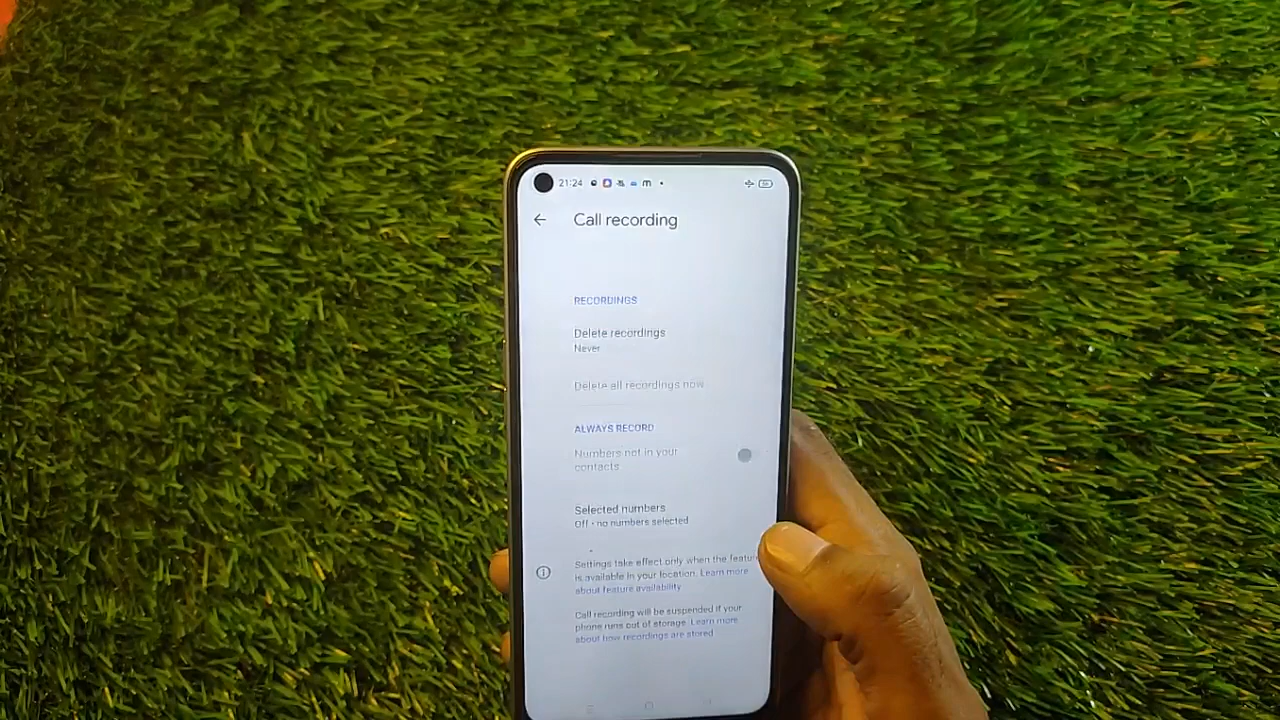 21:24
Call recording
RECORDINGS
Delete recordings
Never
Delete all recordings now
ALWAYS RECORD
Numbers not in your
contacts
Selected numbers
Off • no numbers selected
Settings take effect only when the
is available in your location. Learn more
about feature availability
Call recording will be suspended if your
phone runs out of storage. Learn more
about how recordings are stored